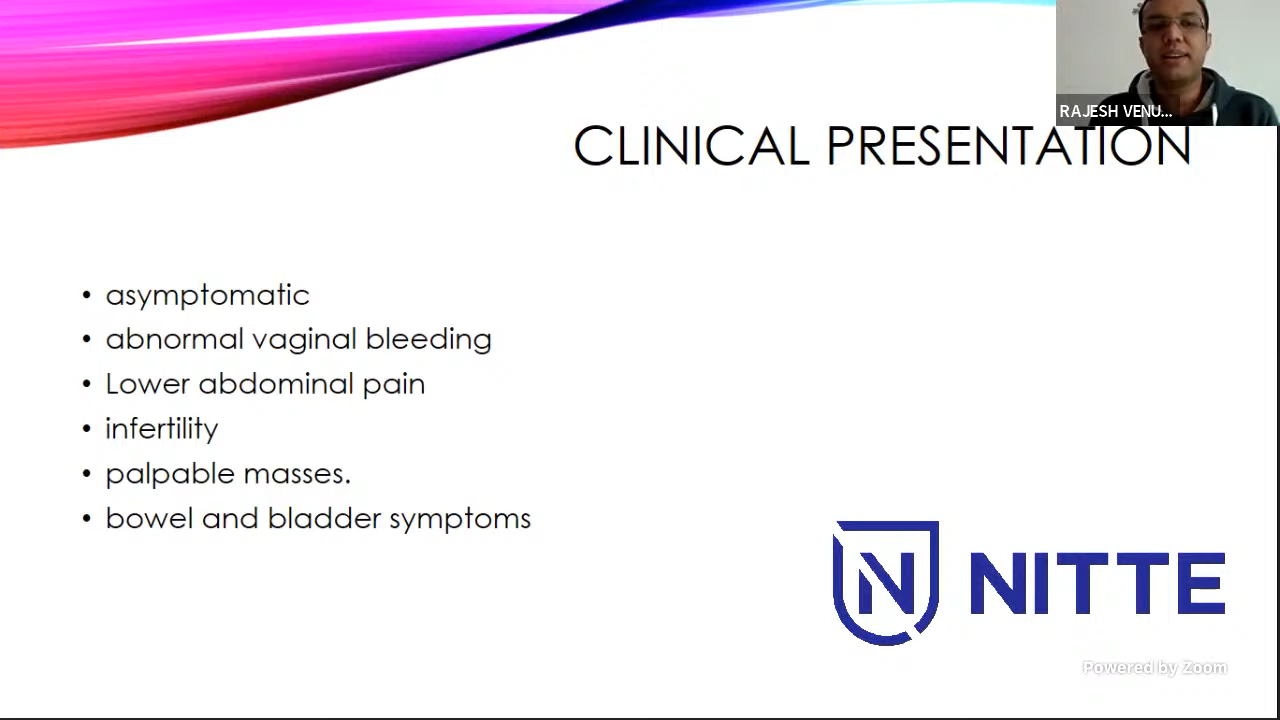 RAJESH VENU...
CLINICAL PRESENTATION
• asymptomatic
• abnormal vaginal bleeding
• Lower abdominal pain
• infertility
• palpable masses.
• bowel and bladder symptoms
N NITTE
Powered by Zoom